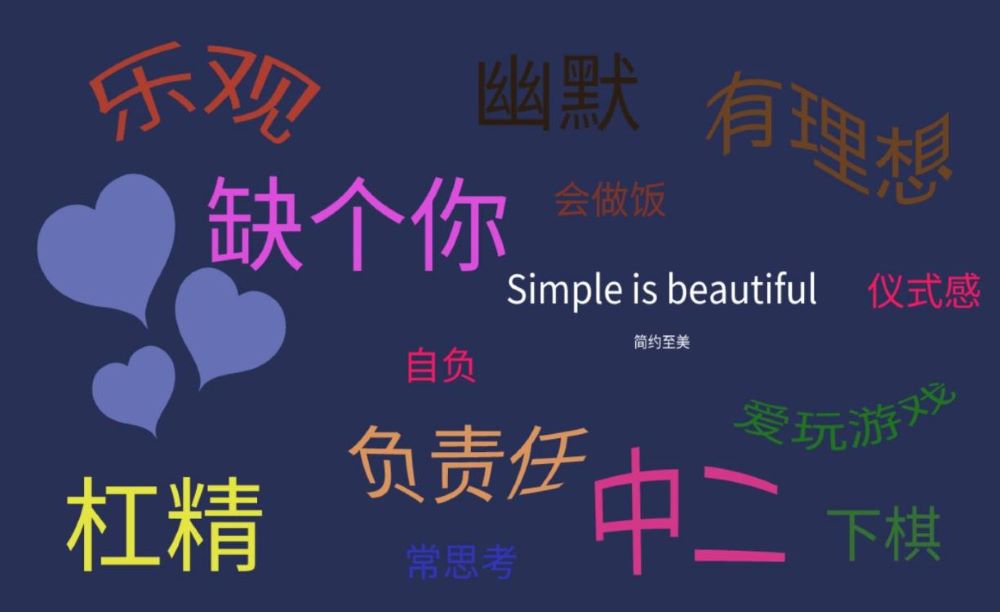 乐观
幽默
有理想
缺个你
会做饭
Simple is beautiful
仪式感
简约至美
自负
爱玩游戏
负责任
中二
杠精
下棋
常思考